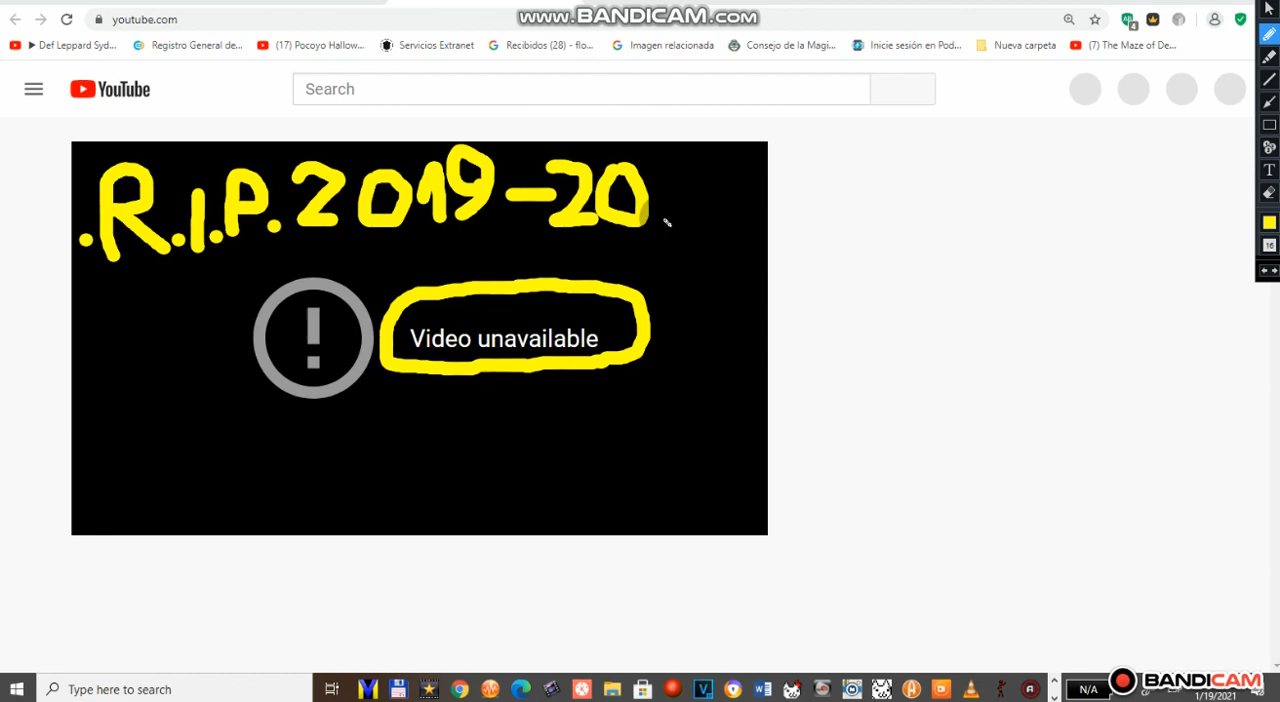 www.BANDICAM.com
youtube.com
4
▶ Def Leppard Syd... Registro General de... (17) Pocoyo Hallow... Servicios Extranet Recibidos (28) - flo... Imagen relacionada Consejo de la Magi... Inicie sesión en Pod... Nueva carpeta (7) The Maze of De...
YouTube Search
.R.I.P. 2019-20
Video unavailable
16
Type here to search N/A BANDICAM
1/19/2021